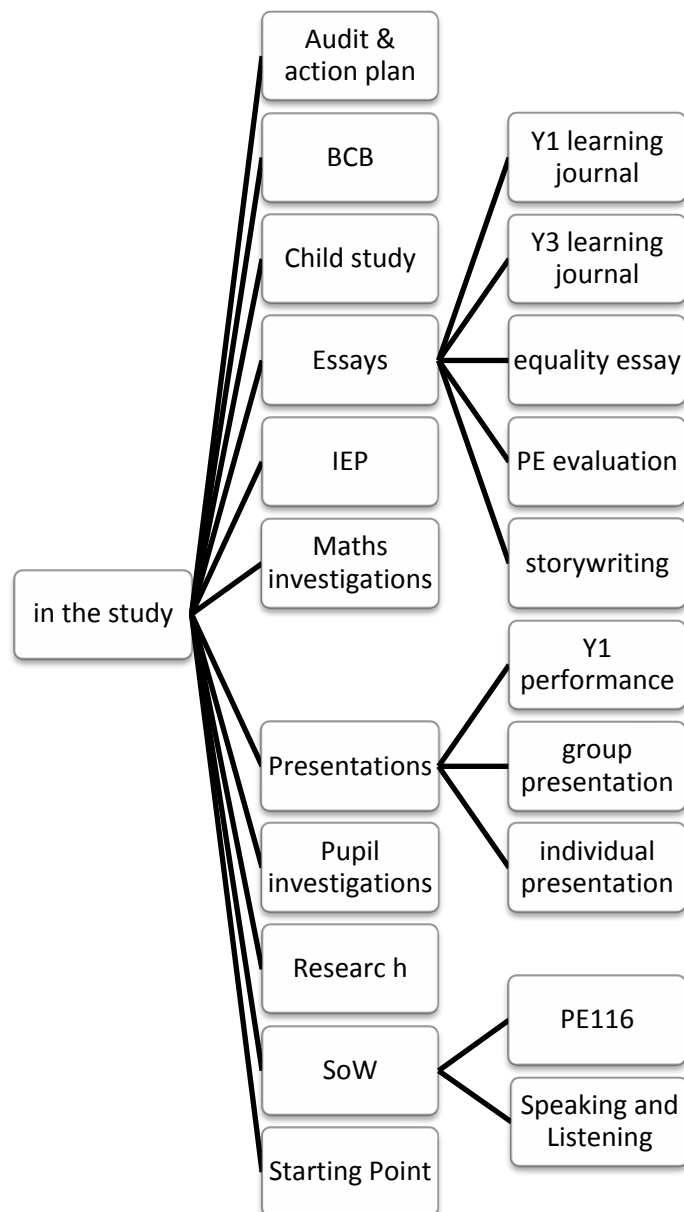 in the study
Audit &
action plan
BCB
Child study
Essays
Y1 learning
journal
Y3 learning
journal
equality essay
PE evaluation
storywriting
IEP
Maths
investigations
Presentations
Y1
performance
group
presentation
individual
presentation
Pupil
investigations
Researc h
SoW
PE116
Speaking and
Listening
Starting Point